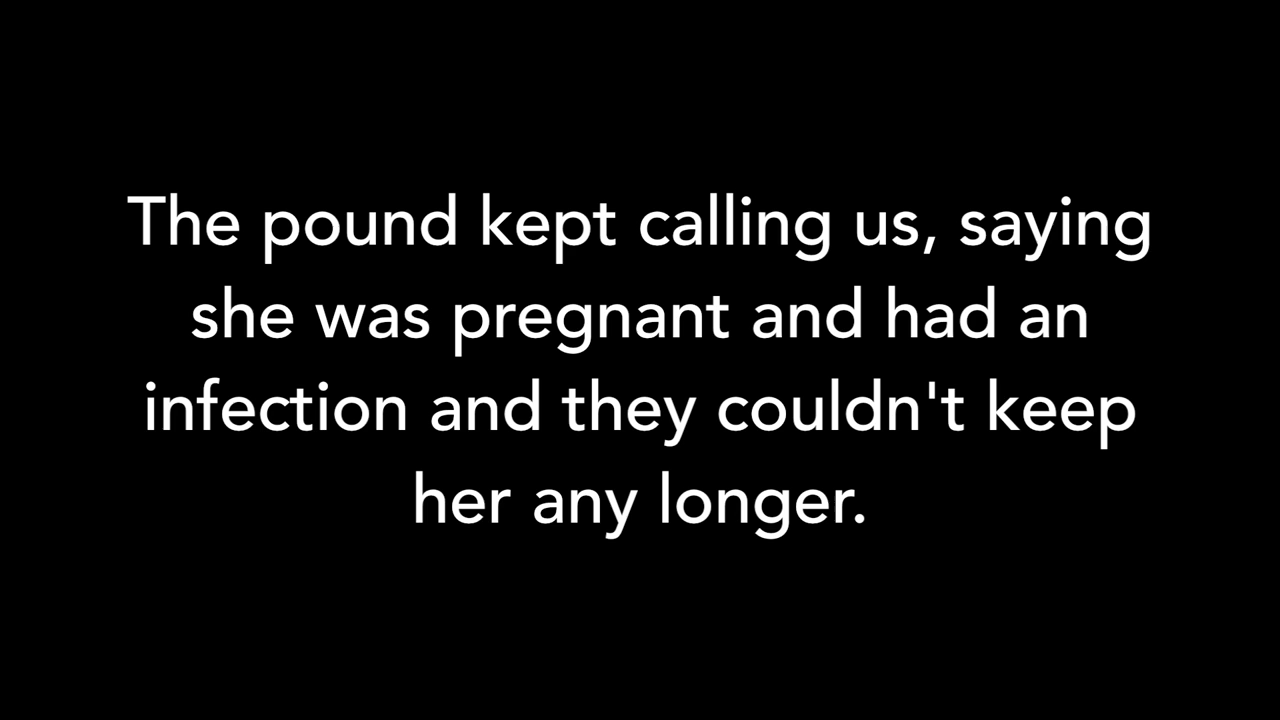 The pound kept calling us, saying
she was pregnant and had an
infection and they couldn't keep
her any longer.